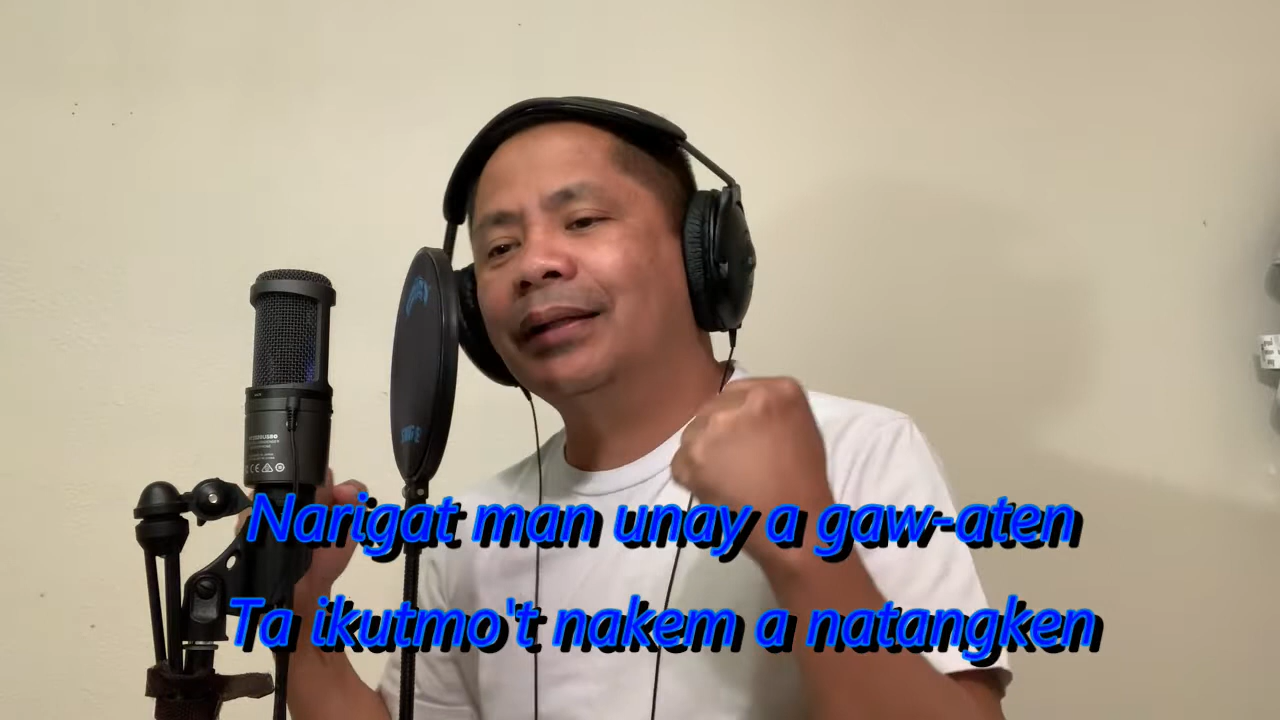 Narigat man unay a gaw-aten
Ta ikutmo't nakem a natangken